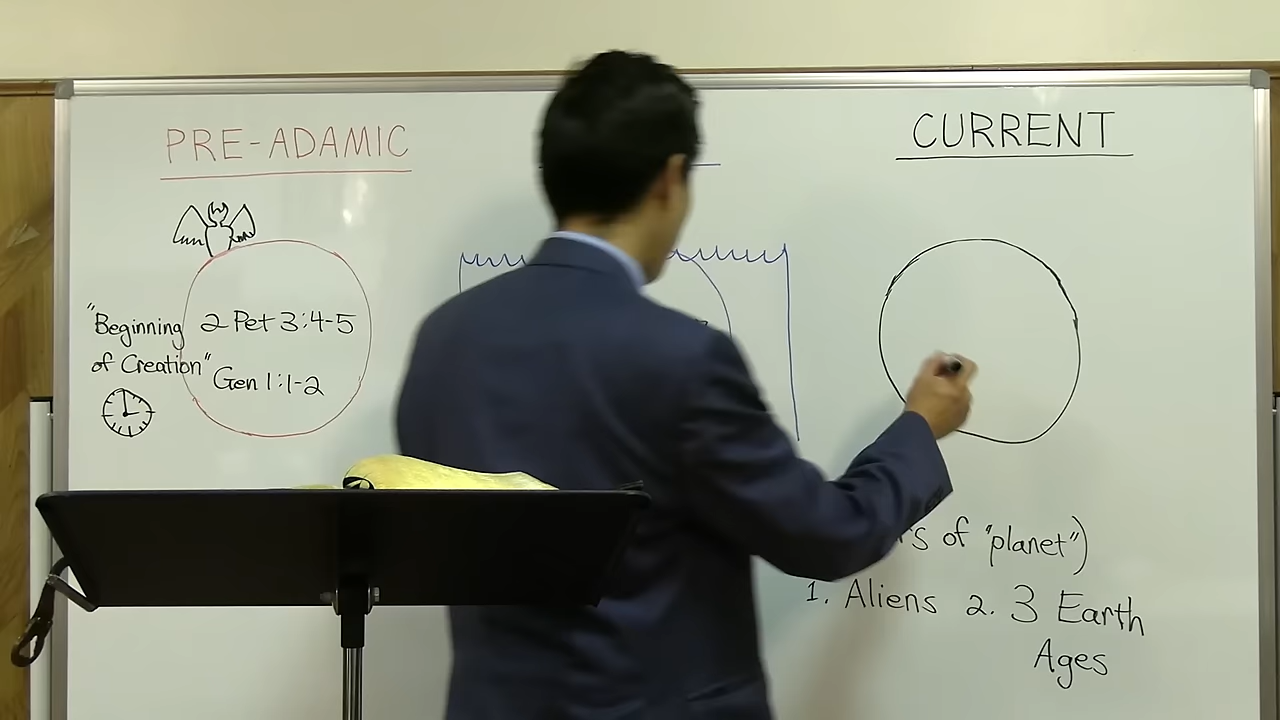 PRE-ADAMIC
CURRENT
"Beginning
of Creation"
2 Pet 3:4-5
Gen 1:1-2
of "planet")
1. Aliens 2. 3 Earth
Ages